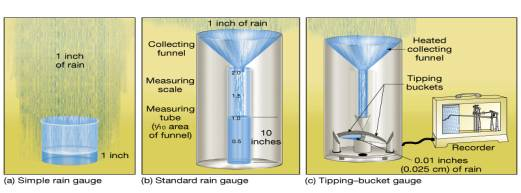 1 inch
of rain
1 inch
(a) Simple rain gauge
1 inch of rain
Collecting
funnel
Measuring
scale
Measuring
tube
(1/10 area
of funnel)
2.0
1.5
1.0
0.5
10
inches
(b) Standard rain gauge
Heated
collecting
funnel
Tipping
buckets
Recorder
0.01 inches
(0.025 cm) of rain
(c) Tipping–bucket gauge